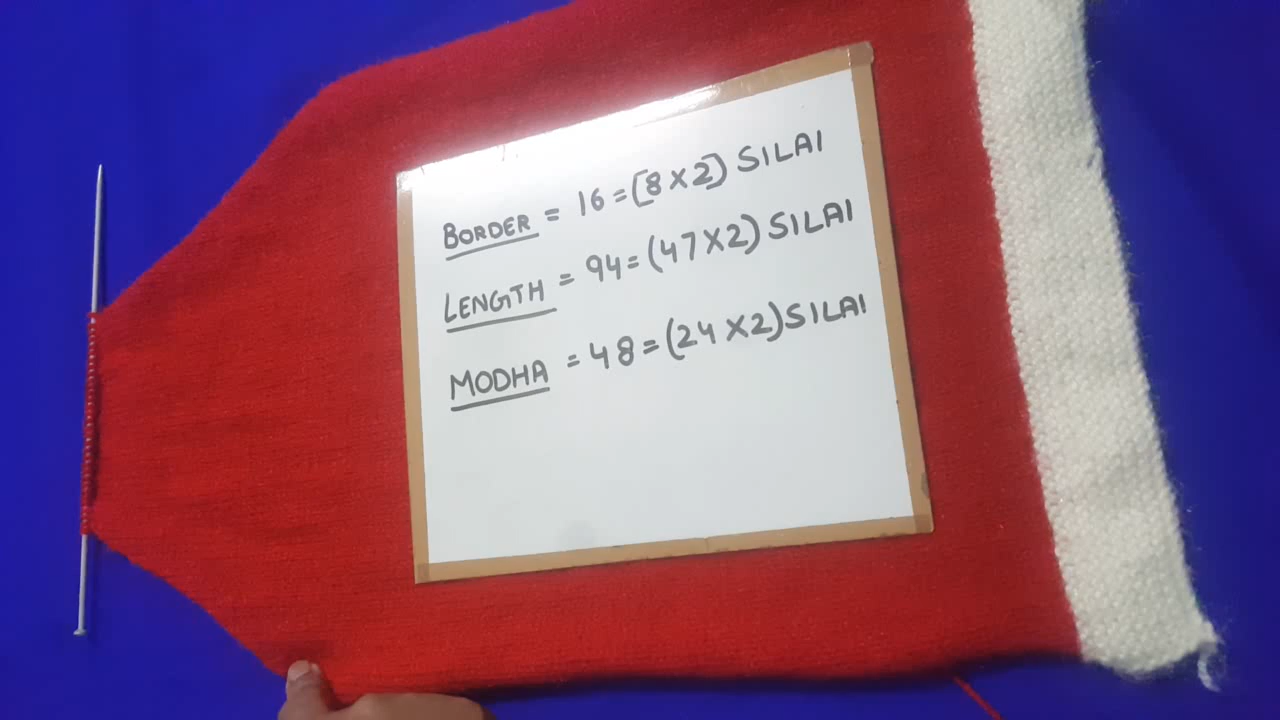 BORDER = 16 = [8 X 2] SILAI
LENGTH = 94 = (47 X 2) SILAI
MODHA = 48 = (24 X 2) SILAI